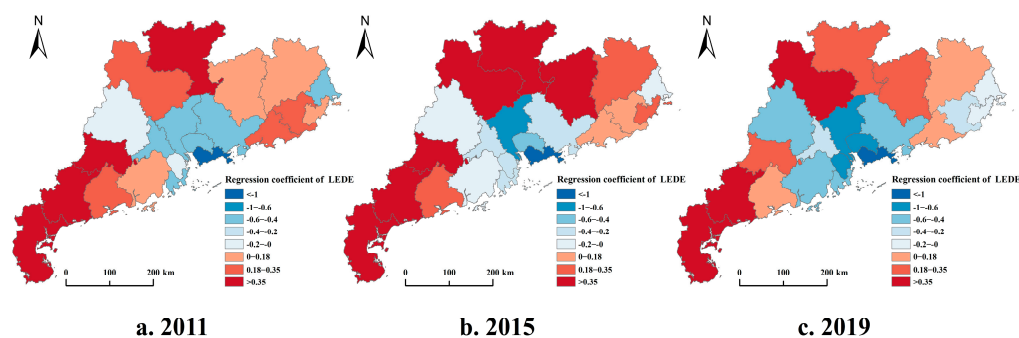 N
Regression coefficient of LEDE
<-1
-1~-0.6
-0.6~-0.4
-0.4~-0.2
-0.2~-0
0~0.18
0.18~0.35
>0.35
0 100 200 km
a. 2011
N
Regression coefficient of LEDE
<-1
-1~-0.6
-0.6~-0.4
-0.4~-0.2
-0.2~-0
0~0.18
0.18~0.35
>0.35
0 100 200 km
b. 2015
N
Regression coefficient of LEDE
<-1
-1~-0.6
-0.6~-0.4
-0.4~-0.2
-0.2~-0
0~0.18
0.18~0.35
>0.35
0 100 200 km
c. 2019